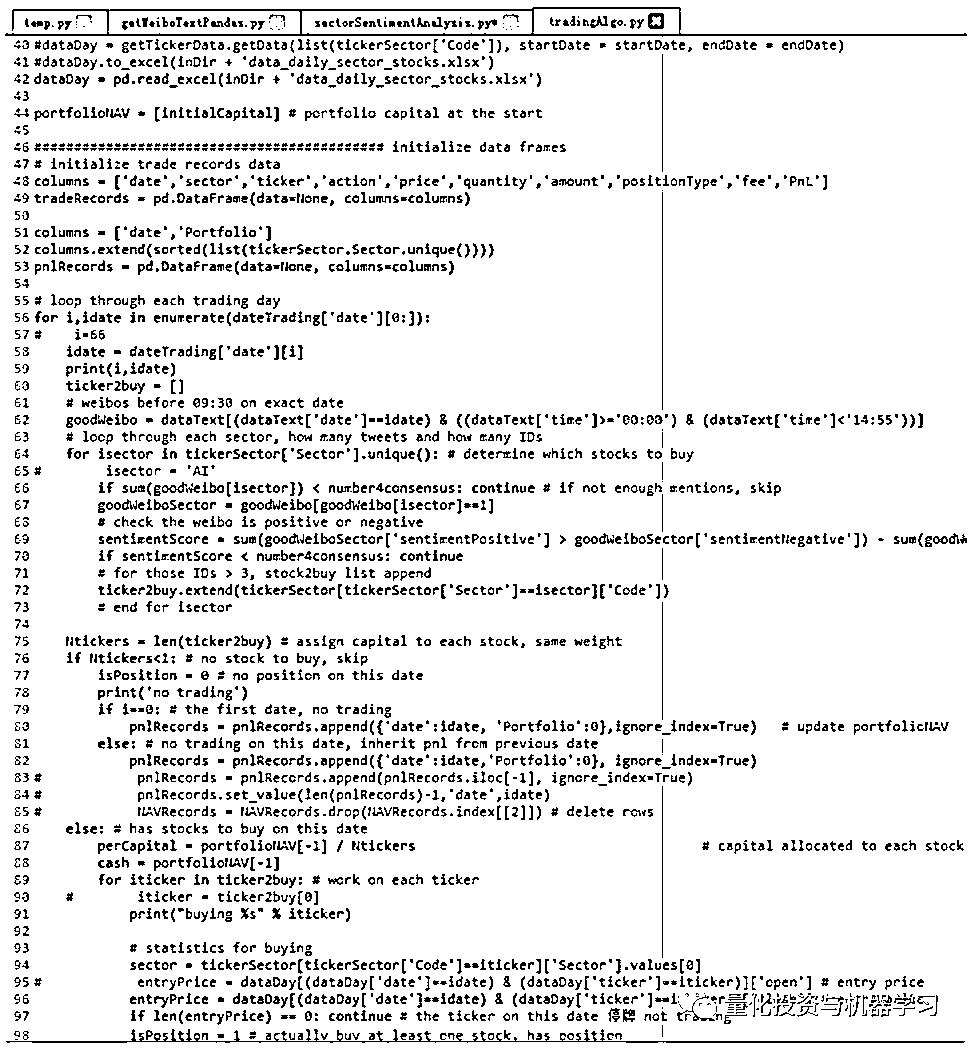 temp.py getWeiboTextPandas.py sectorSentimentAnalysis.py* tradingAlgo.py
40 #dataDay = getTickerData.getData(list(tickerSector['Code']), startDate = startDate, endDate = endDate)
41 #dataDay.to_excel(inDir + 'data_daily_sector_stocks.xlsx')
42 dataDay = pd.read_excel(inDir + 'data_daily_sector_stocks.xlsx')
43
44 portfolioNAV = [initialCapital] # portfolio capital at the start
45
46 ########################################### initialize data frames
47 # initialize trade records data
48 columns = ['date','sector','ticker','action','price','quantity','amount','positionType','fee','PnL']
49 tradeRecords = pd.DataFrame(data=None, columns=columns)
50
51 columns = ['date','Portfolio']
52 columns.extend(sorted(list(tickerSector.Sector.unique())))
53 pnlRecords = pd.DataFrame(data=None, columns=columns)
54
55 # loop through each trading day
56 for i,idate in enumerate(dateTrading['date'][0:]):
57 #    i=66
58     idate = dateTrading['date'][i]
59     print(i,idate)
60     ticker2buy = []
61     # weibos before 09:30 on exact date
62     goodWeibo = dataText[(dataText['date']==idate) & ((dataText['time']>='00:00') & (dataText['time']<'14:55'))]
63     # loop through each sector, how many tweets and how many IDs
64     for isector in tickerSector['Sector'].unique(): # determine which stocks to buy
65 #        isector = 'AI'
66         if sum(goodWeibo[isector]) < number4consensus: continue # if not enough mentions, skip
67         goodWeiboSector = goodWeibo[goodWeibo[isector]==1]
68         # check the weibo is positive or negative
69         sentimentScore = sum(goodWeiboSector['sentimentPositive'] > goodWeiboSector['sentimentNegative']) - sum(goodW
70         if sentimentScore < number4consensus: continue
71         # for those IDs > 3, stock2buy list append
72         ticker2buy.extend(tickerSector[tickerSector['Sector']==isector]['Code'])
73         # end for isector
74
75     Ntickers = len(ticker2buy) # assign capital to each stock, same weight
76     if Ntickers<1: # no stock to buy, skip
77         isPosition = 0 # no position on this date
78         print('no trading')
79         if i==0: # the first date, no trading
80             pnlRecords = pnlRecords.append({'date':idate, 'Portfolio':0},ignore_index=True)   # update portfolioNAV
81         else: # no trading on this date, inherit pnl from previous date
82             pnlRecords = pnlRecords.append({'date':idate,'Portfolio':0}, ignore_index=True)
83 #            pnlRecords = pnlRecords.append(pnlRecords.iloc[-1], ignore_index=True)
84 #            pnlRecords.set_value(len(pnlRecords)-1,'date',idate)
85 #            NAVRecords = NAVRecords.drop(NAVRecords.index[[2]]) # delete rows
86     else: # has stocks to buy on this date
87         perCapital = portfolioNAV[-1] / Ntickers                                    # capital allocated to each stock
88         cash = portfolioNAV[-1]
89         for iticker in ticker2buy: # work on each ticker
90     #        iticker = ticker2buy[0]
91             print("buying %s" % iticker)
92
93             # statistics for buying
94             sector = tickerSector[tickerSector['Code']==iticker]['Sector'].values[0]
95 #            entryPrice = dataDay[(dataDay['date']==idate) & (dataDay['ticker']==iticker)]['open'] # entry price
96             entryPrice = dataDay[(dataDay['date']==idate) & (dataDay['ticker']==
97             if len(entryPrice) == 0: continue # the ticker on this date 停牌 not trading
98             isPosition = 1 # actually buy at least one stock, has position
量化投资与机器学习